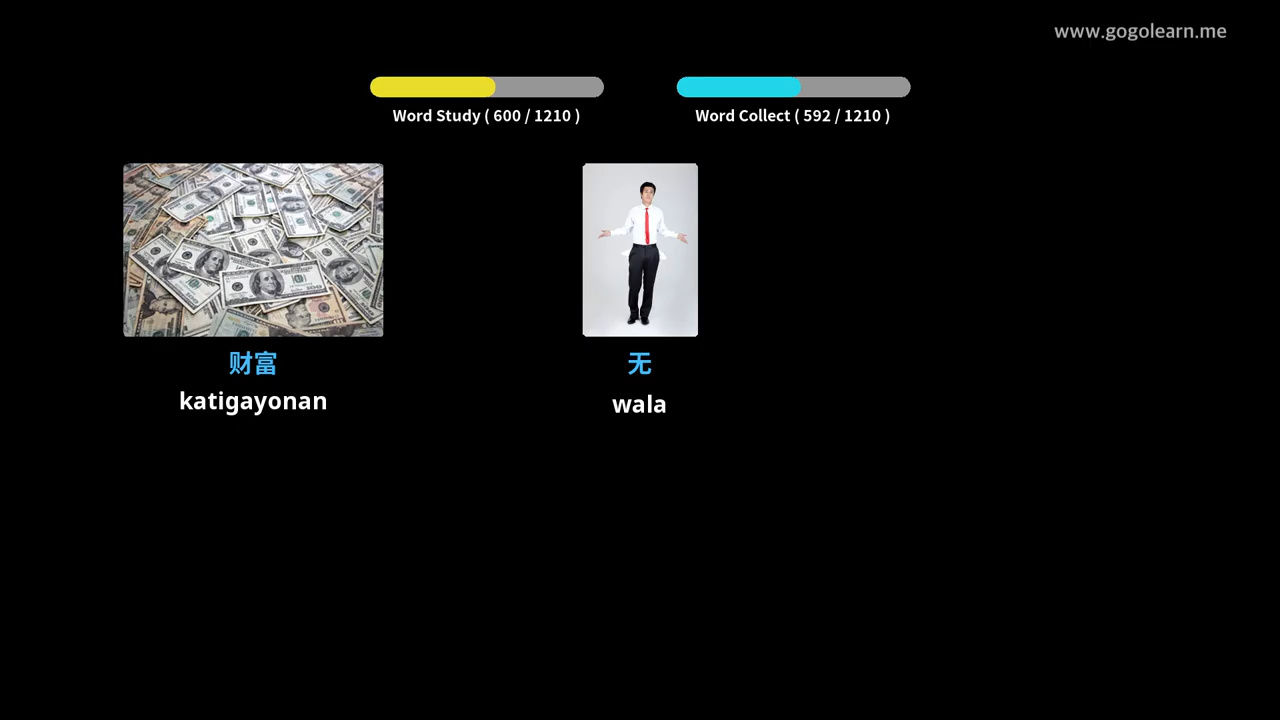 www.gogolearn.me
Word Study ( 600 / 1210 )
Word Collect ( 592 / 1210 )
财富
katigayonan
无
wala